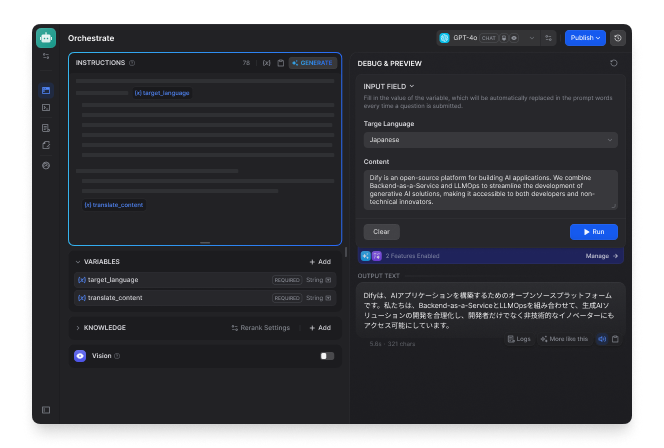 Orchestrate
GPT-4o CHAT
Publish
INSTRUCTIONS
78
{x}
GENERATE
{x} target_language
{x} translate_content
VARIABLES
+ Add
{x} target_language REQUIRED String
{x} translate_content REQUIRED String
KNOWLEDGE
Rerank Settings
+ Add
Vision
DEBUG & PREVIEW
INPUT FIELD
Fill in the value of the variable, which will be automatically replaced in the prompt words
every time a question is submitted.
Targe Language
Japanese
Content
Dify is an open-source platform for building AI applications. We combine
Backend-as-a-Service and LLMOps to streamline the development of
generative AI solutions, making it accessible to both developers and non-
technical innovators.
Clear
Run
2 Features Enabled
Manage →
OUTPUT TEXT
Difyは、AIアプリケーションを構築するためのオープンソースプラットフォーム
です。私たちは、Backend-as-a-ServiceとLLMOpsを組み合わせて、生成AIソ
リューションの開発を合理化し、開発者だけでなく非技術的なイノベーターにも
アクセス可能にしています。
5.6s · 321 chars
Logs
More like this